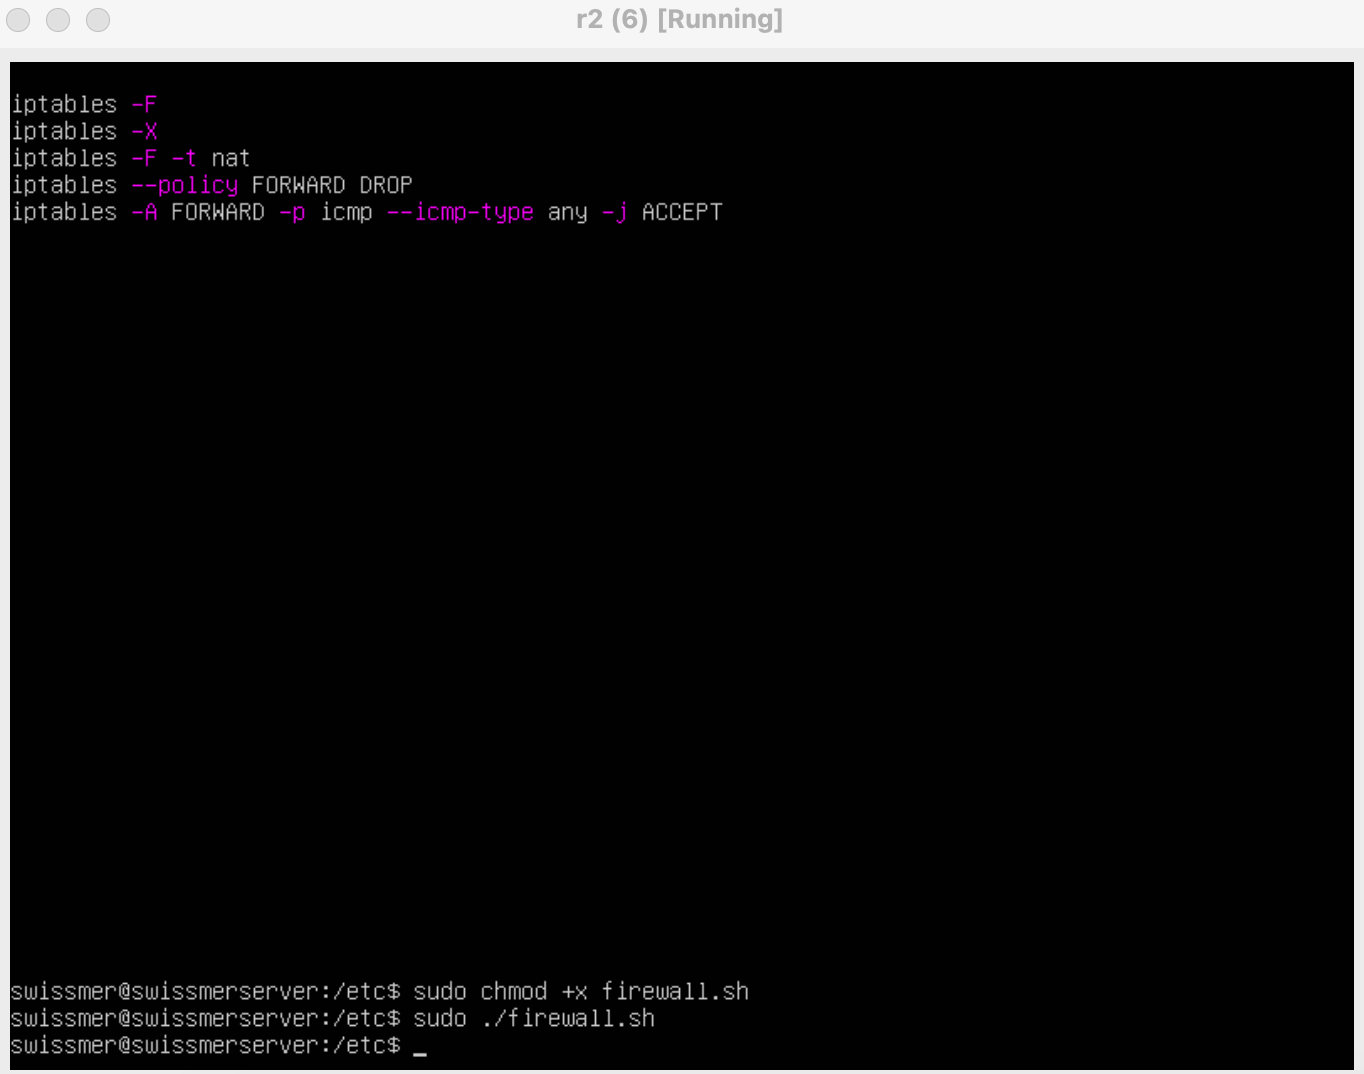 r2 (6) [Running]
iptables -F
iptables -X
iptables -F -t nat
iptables --policy FORWARD DROP
iptables -A FORWARD -p icmp --icmp-type any -j ACCEPT
swissmer@swissmerserver:/etc$ sudo chmod +x firewall.sh
swissmer@swissmerserver:/etc$ sudo ./firewall.sh
swissmer@swissmerserver:/etc$ _